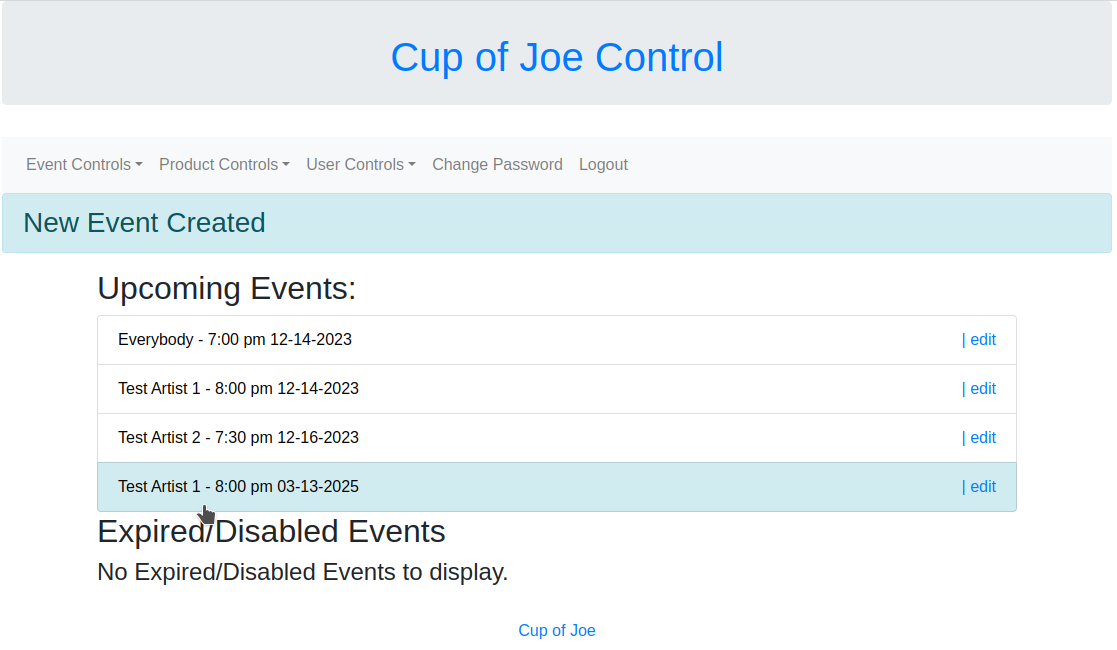 Cup of Joe Control
Event Controls Product Controls User Controls Change Password Logout
New Event Created
Upcoming Events:
Everybody - 7:00 pm 12-14-2023 | edit
Test Artist 1 - 8:00 pm 12-14-2023 | edit
Test Artist 2 - 7:30 pm 12-16-2023 | edit
Test Artist 1 - 8:00 pm 03-13-2025 | edit
Expired/Disabled Events
No Expired/Disabled Events to display.
Cup of Joe